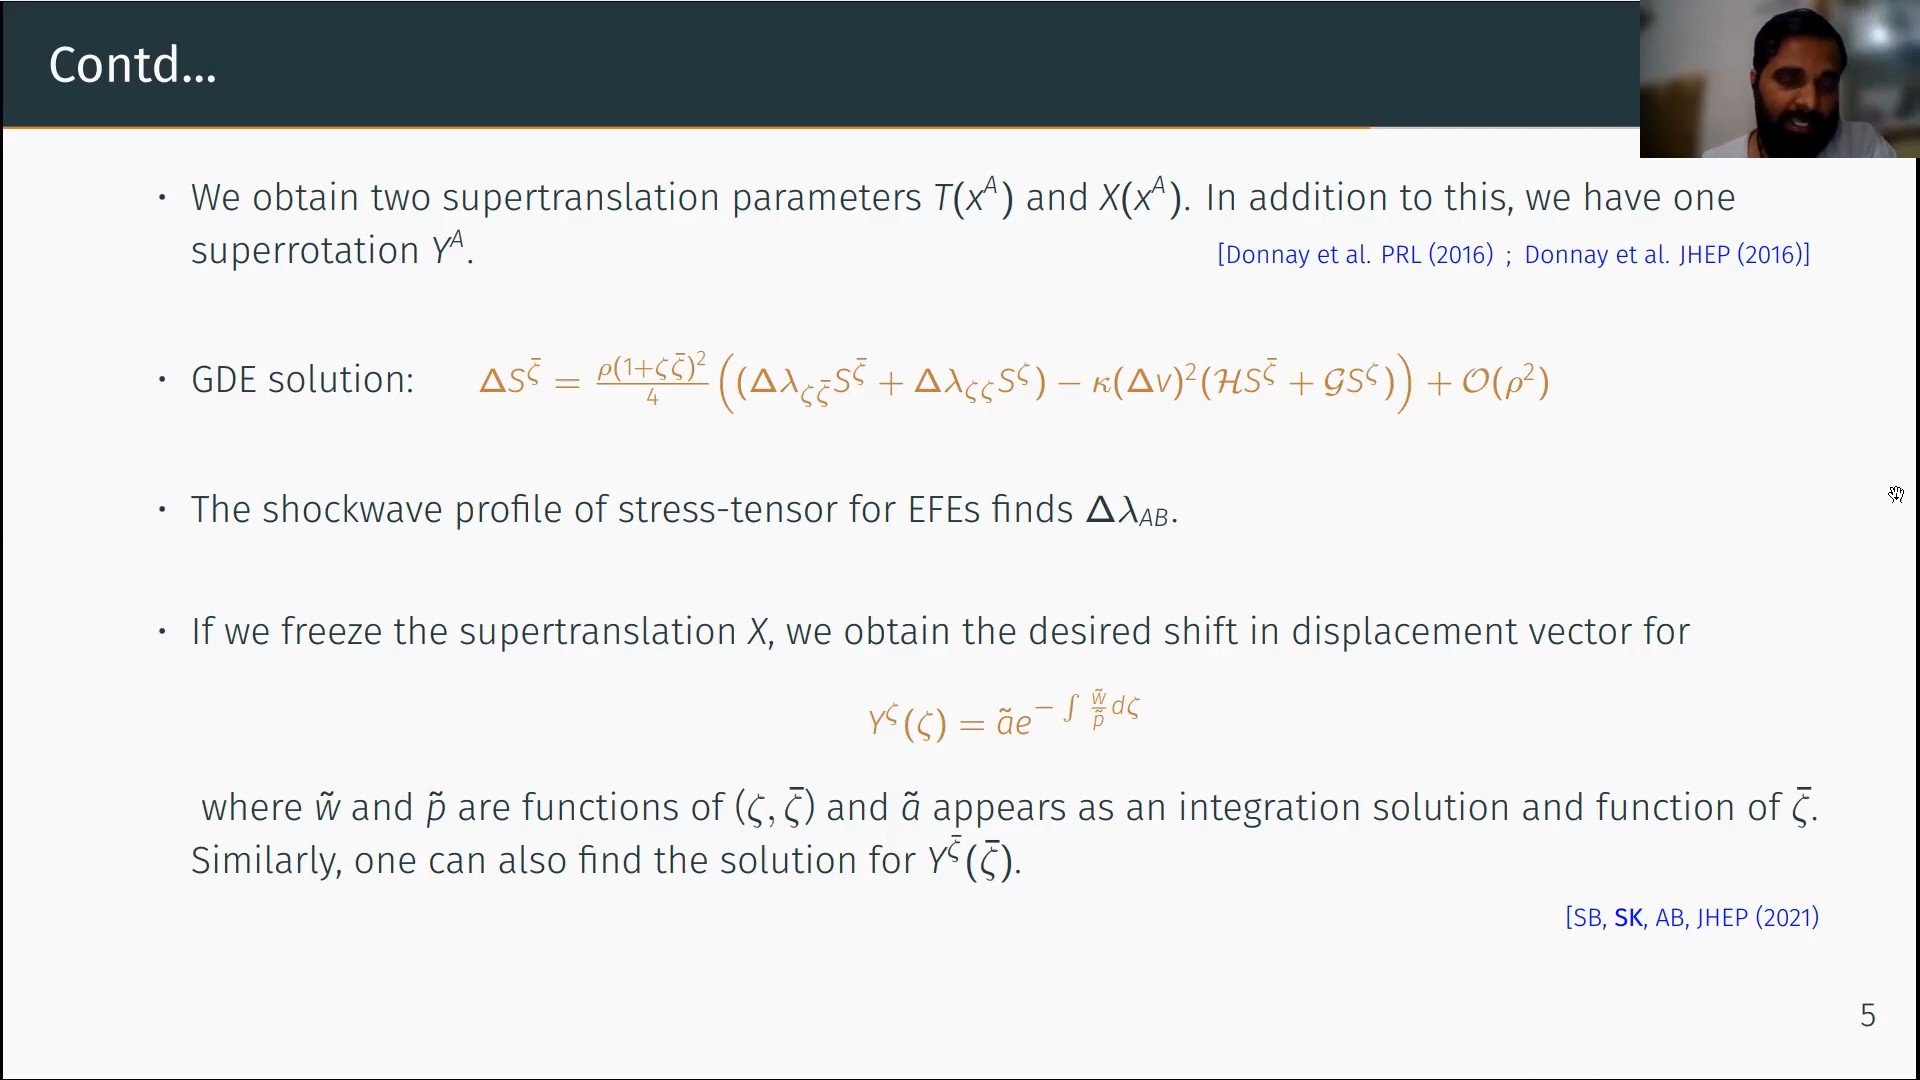 Contd...
• We obtain two supertranslation parameters T(x^A) and X(x^A). In addition to this, we have one
superrotation Y^A.
[Donnay et al. PRL (2016) ; Donnay et al. JHEP (2016)]
• GDE solution: ΔS^ζ̄ = ρ(1+ζζ̄)²/4 ((Δλ_ζζ̄ S^ζ̄ + Δλ_ζζ S^ζ) − κ(Δv)²(ℋS^ζ̄ + 𝒢S^ζ)) + 𝒪(ρ²)
• The shockwave profile of stress-tensor for EFEs finds Δλ_AB.
• If we freeze the supertranslation X, we obtain the desired shift in displacement vector for
Y^ζ(ζ) = ãe^{− ∫ w̃/p̃ dζ}
where w̃ and p̃ are functions of (ζ, ζ̄) and ã appears as an integration solution and function of ζ̄.
Similarly, one can also find the solution for Y^ζ̄(ζ̄).
[SB, SK, AB, JHEP (2021)
5